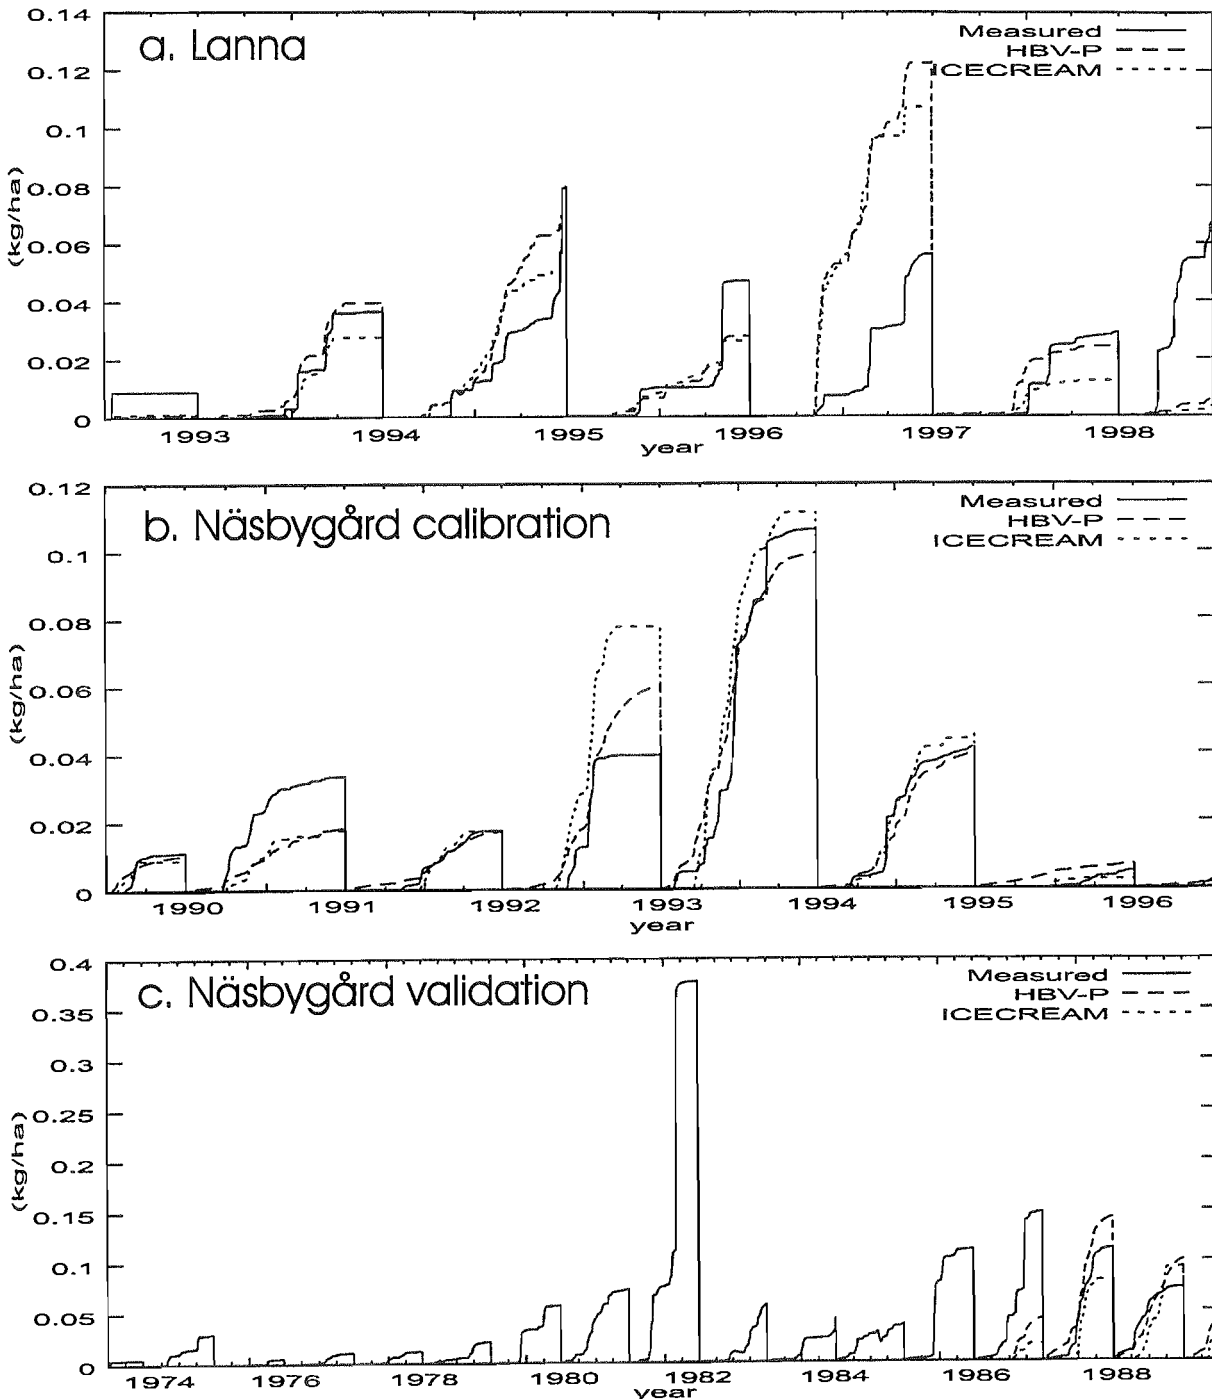 a. Lanna
Measured
HBV-P
ICECREAM
0.14
0.12
0.1
0.08
0.06
0.04
0.02
0
(kg/ha)
1993
1994
1995
1996
1997
1998
year
b. Näsbygård calibration
Measured
HBV-P
ICECREAM
0.12
0.1
0.08
0.06
0.04
0.02
0
(kg/ha)
1990
1991
1992
1993
1994
1995
1996
year
c. Näsbygård validation
Measured
HBV-P
ICECREAM
0.4
0.35
0.3
0.25
0.2
0.15
0.1
0.05
0
(kg/ha)
1974
1976
1978
1980
1982
1984
1986
1988
year